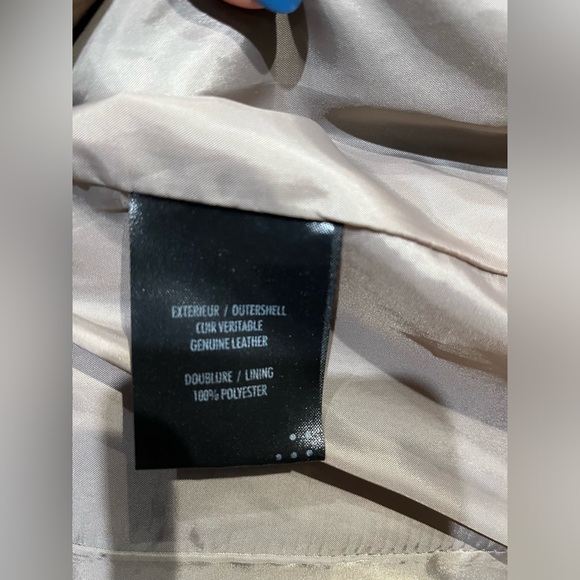 EXTERIEUR / OUTERSHELL
CUIR VERITABLE
GENUINE LEATHER
DOUBLURE / LINING
100% POLYESTER